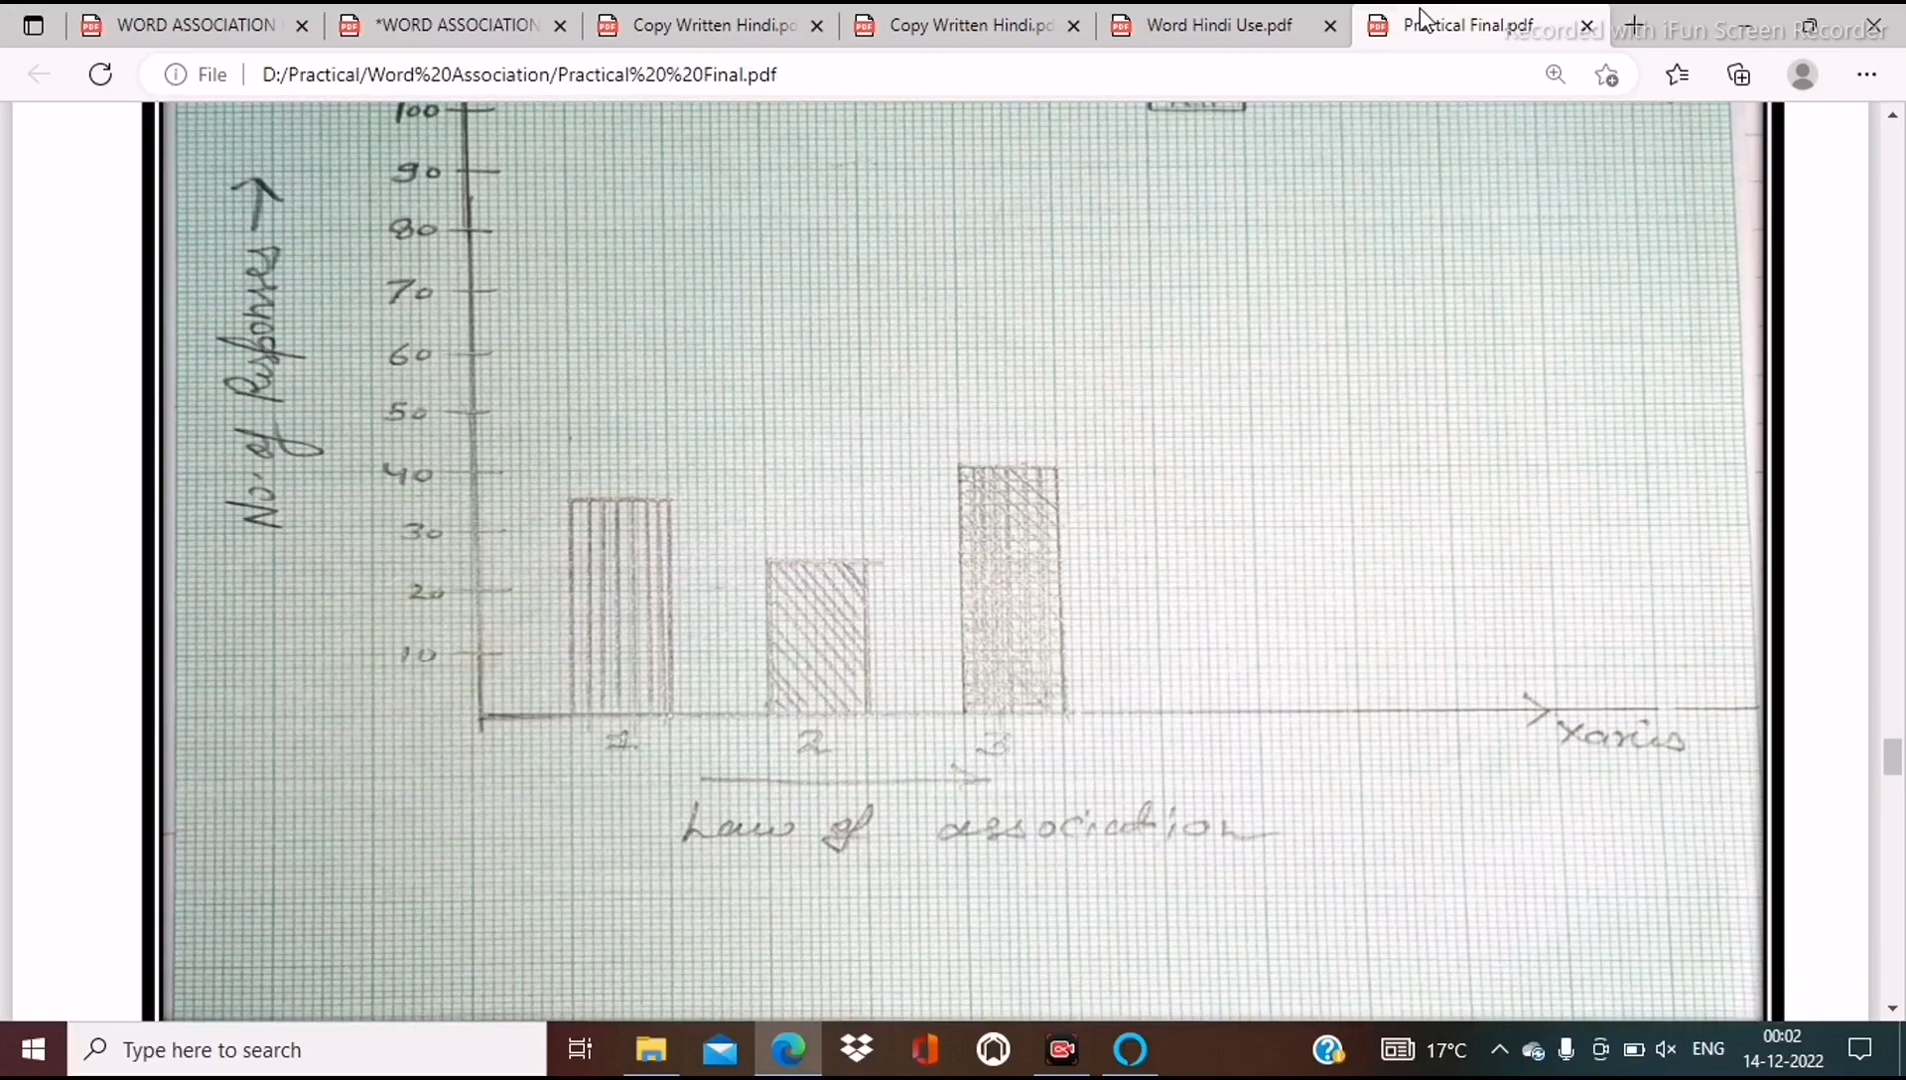 WORD ASSOCIATION
*WORD ASSOCIATION
Copy Written Hindi.pd
Copy Written Hindi.pd
Word Hindi Use.pdf
Practical Final.pdf
Recorded with iFun Screen Recorder
File
D:/Practical/Word%20Association/Practical%20%20Final.pdf
100
90
80
70
60
50
40
30
20
10
No. of Responses →
1
2
3
x axis
Law of association
Type here to search
17°C
ENG
00:02
14-12-2022